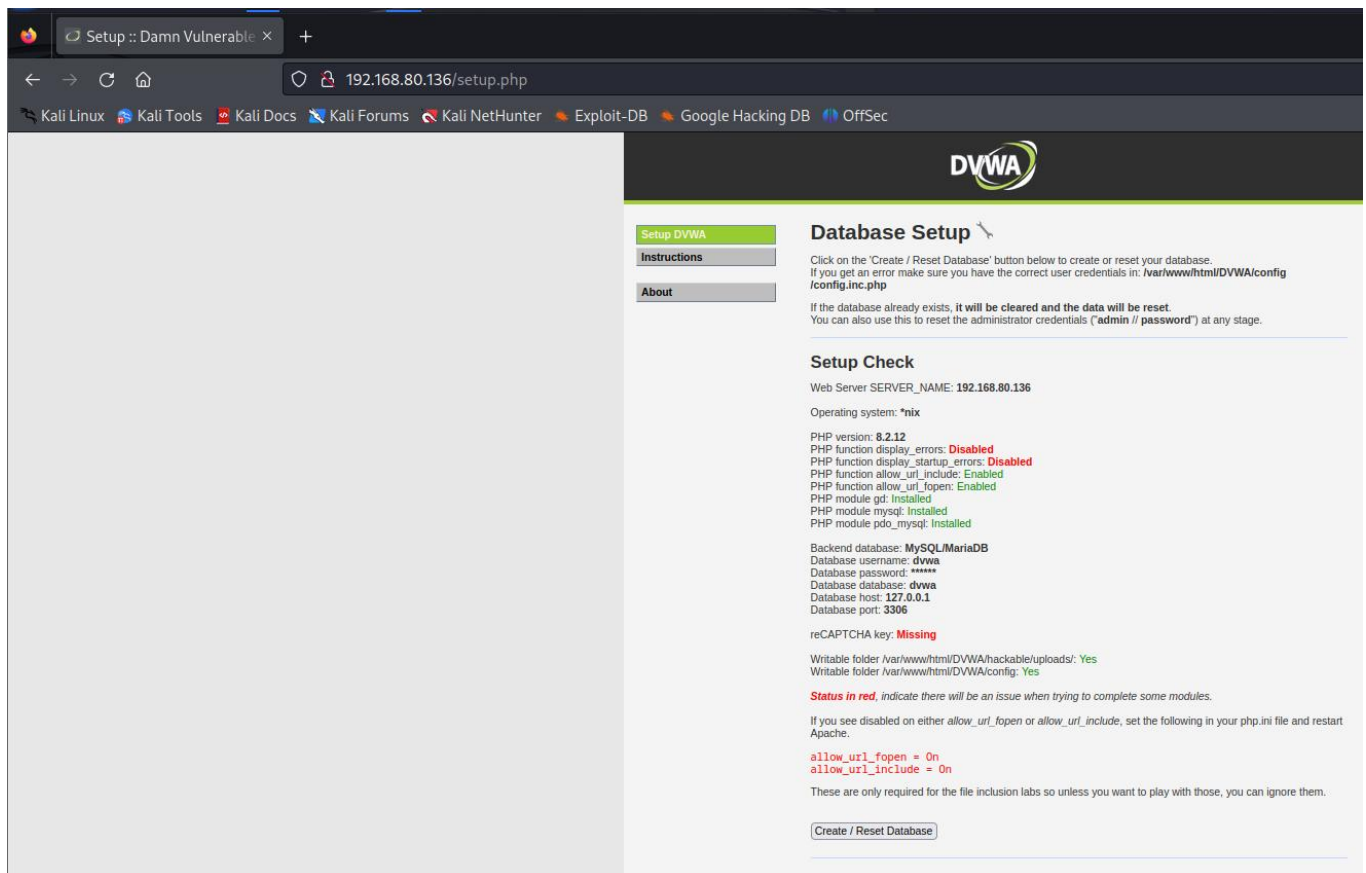 Setup :: Damn Vulnerable ×
+
192.168.80.136/setup.php
Kali Linux Kali Tools Kali Docs Kali Forums Kali NetHunter Exploit-DB Google Hacking DB OffSec
DVWA
Setup DVWA
Instructions
About
Database Setup
Click on the 'Create / Reset Database' button below to create or reset your database.
If you get an error make sure you have the correct user credentials in: /var/www/html/DVWA/config
/config.inc.php
If the database already exists, it will be cleared and the data will be reset.
You can also use this to reset the administrator credentials ("admin // password") at any stage.
Setup Check
Web Server SERVER_NAME: 192.168.80.136
Operating system: *nix
PHP version: 8.2.12
PHP function display_errors: Disabled
PHP function display_startup_errors: Disabled
PHP function allow_url_include: Enabled
PHP function allow_url_fopen: Enabled
PHP module gd: Installed
PHP module mysql: Installed
PHP module pdo_mysql: Installed
Backend database: MySQL/MariaDB
Database username: dvwa
Database password: ******
Database database: dvwa
Database host: 127.0.0.1
Database port: 3306
reCAPTCHA key: Missing
Writable folder /var/www/html/DVWA/hackable/uploads/: Yes
Writable folder /var/www/html/DVWA/config: Yes
Status in red, indicate there will be an issue when trying to complete some modules.
If you see disabled on either allow_url_fopen or allow_url_include, set the following in your php.ini file and restart
Apache.
allow_url_fopen = On
allow_url_include = On
These are only required for the file inclusion labs so unless you want to play with those, you can ignore them.
Create / Reset Database